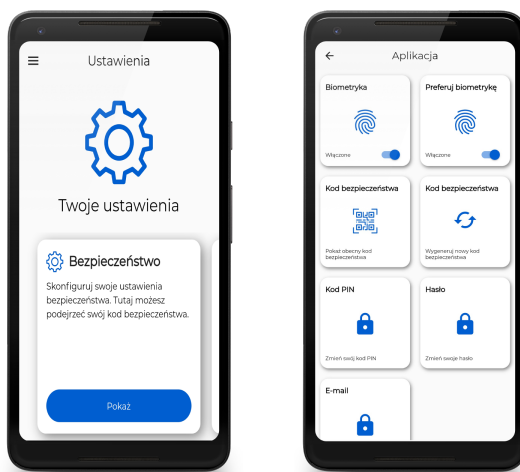 Ustawienia
Twoje ustawienia
Bezpieczeństwo
Skonfiguruj swoje ustawienia
bezpieczeństwa. Tutaj możesz
podejrzeć swój kod bezpieczeństwa.
Pokaż
Aplikacja
Biometryka
Włączone
Preferuj biometrykę
Włączone
Kod bezpieczeństwa
Pokaż obecny kod
bezpieczeństwa
Kod bezpieczeństwa
Wygeneruj nowy kod
bezpieczeństwa
Kod PIN
Zmień swój kod PIN
Hasło
Zmień swoje hasło
E-mail